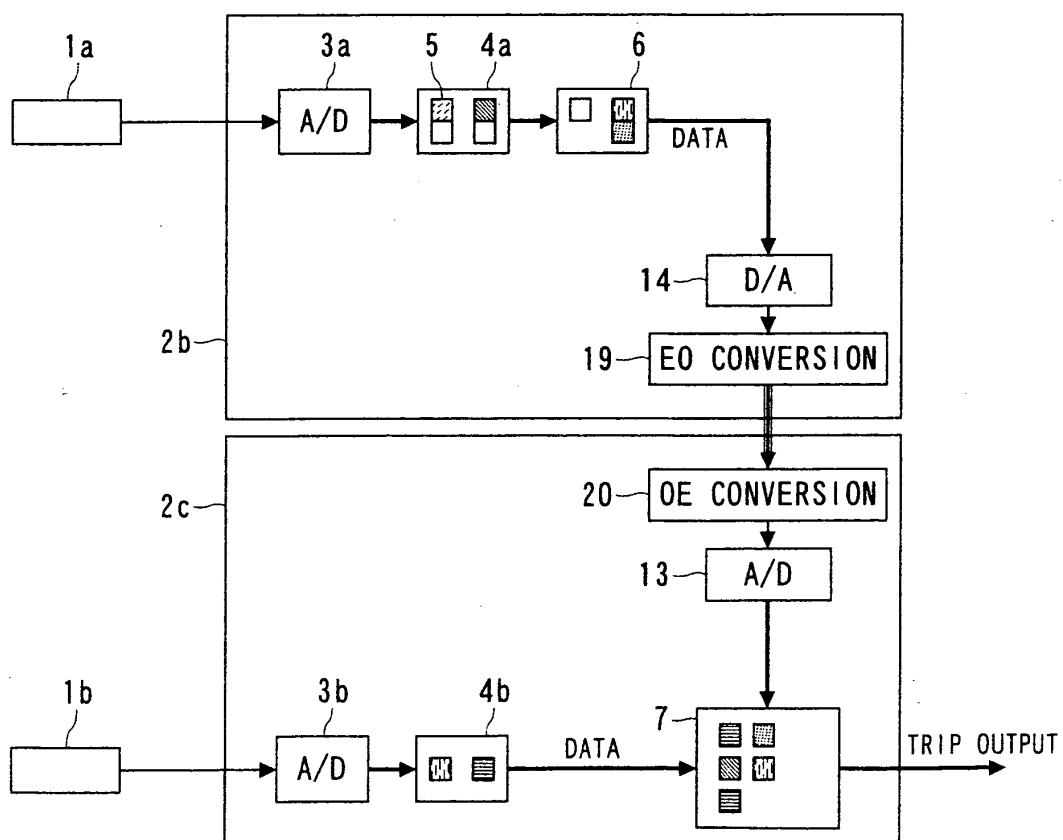 1a
3a
5
4a
6
A/D
DATA
14
D/A
2b
19
EO CONVERSION
2c
20
OE CONVERSION
13
A/D
1b
3b
4b
7
A/D
DATA
TRIP OUTPUT